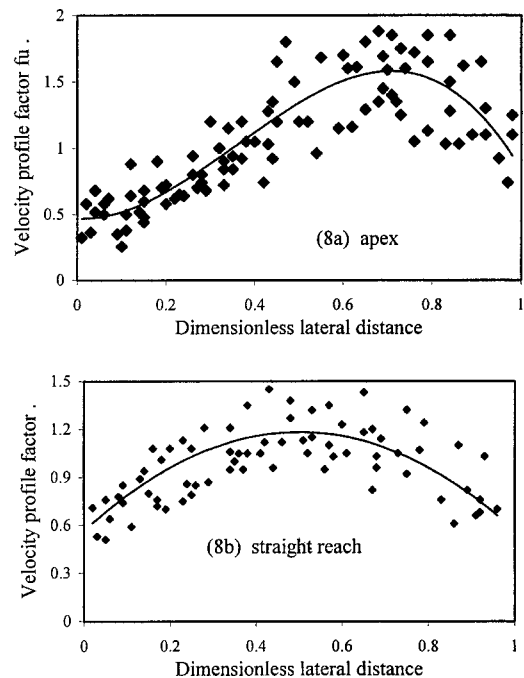 Velocity profile factor fu .
2
1.5
1
0.5
0
(8a) apex
0 0.2 0.4 0.6 0.8 1
Dimensionless lateral distance
Velocity profile factor .
1.5
1.2
0.9
0.6
0.3
0
(8b) straight reach
0 0.2 0.4 0.6 0.8 1
Dimensionless lateral distance